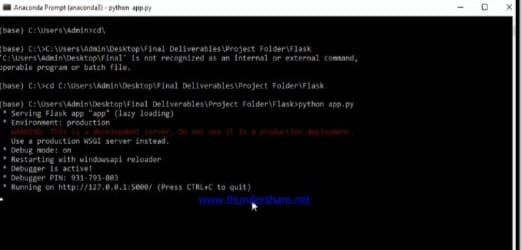 Anaconda Prompt (anaconda3) - python app.py
(base) C:\Users\Admin>cd\
(base) C:\>C:\Users\Admin\Desktop\Final Deliverables\Project Folder\Flask
'C:\Users\Admin\Desktop\Final' is not recognized as an internal or external command,
operable program or batch file.
(base) C:\>cd C:\Users\Admin\Desktop\Final Deliverables\Project Folder\Flask
(base) C:\Users\Admin\Desktop\Final Deliverables\Project Folder\Flask>python app.py
* Serving Flask app "app" (lazy loading)
* Environment: production
WARNING: This is a development server. Do not use it in a production deployment.
Use a production WSGI server instead.
* Debug mode: on
* Restarting with windowsapi reloader
* Debugger is active!
* Debugger PIN: 931-793-803
* Running on http://127.0.0.1:5000/ (Press CTRL+C to quit)
www.thundershare.net